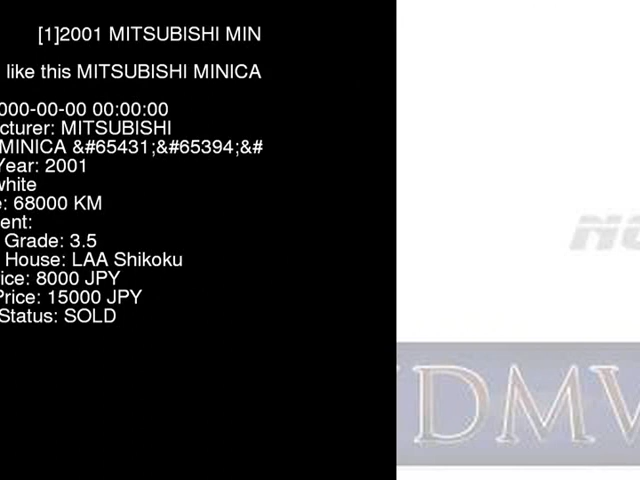 [1]2001 MITSUBISHI MIN
like this MITSUBISHI MINICA
000-00-00 00:00:00
cturer: MITSUBISHI
MINICA &#65431;&#65394;&#
Year: 2001
white
e: 68000 KM
ent:
Grade: 3.5
House: LAA Shikoku
ice: 8000 JPY
Price: 15000 JPY
Status: SOLD
DMV